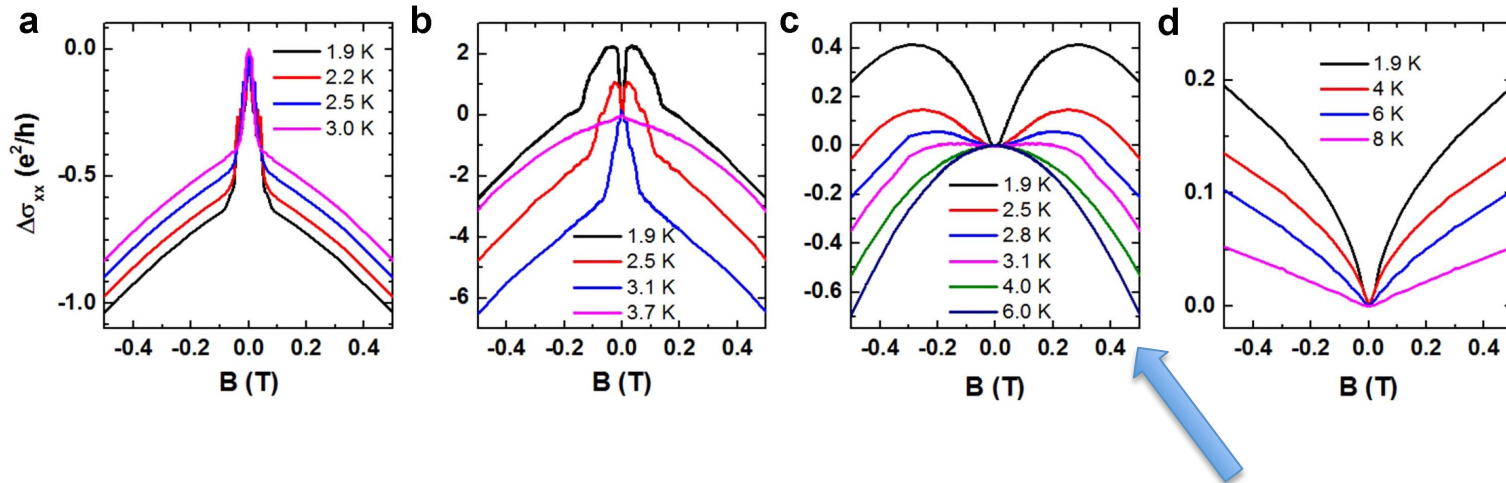 a
Δσxx (e²/h)
0.0
-0.5
-1.0
1.9 K
2.2 K
2.5 K
3.0 K
-0.4 -0.2 0.0 0.2 0.4
B (T)
b
2
0
-2
-4
-6
1.9 K
2.5 K
3.1 K
3.7 K
-0.4 -0.2 0.0 0.2 0.4
B (T)
c
0.4
0.2
0.0
-0.2
-0.4
-0.6
1.9 K
2.5 K
2.8 K
3.1 K
4.0 K
6.0 K
-0.4 -0.2 0.0 0.2 0.4
B (T)
d
0.2
0.1
0.0
1.9 K
4 K
6 K
8 K
-0.4 -0.2 0.0 0.2 0.4
B (T)